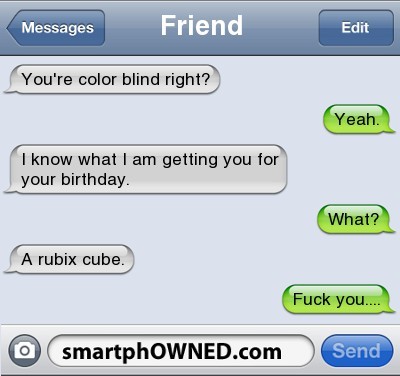 Messages
Friend
Edit
You're color blind right?
Yeah.
I know what I am getting you for
your birthday.
What?
A rubix cube.
Fuck you....
smartphOWNED.com
Send